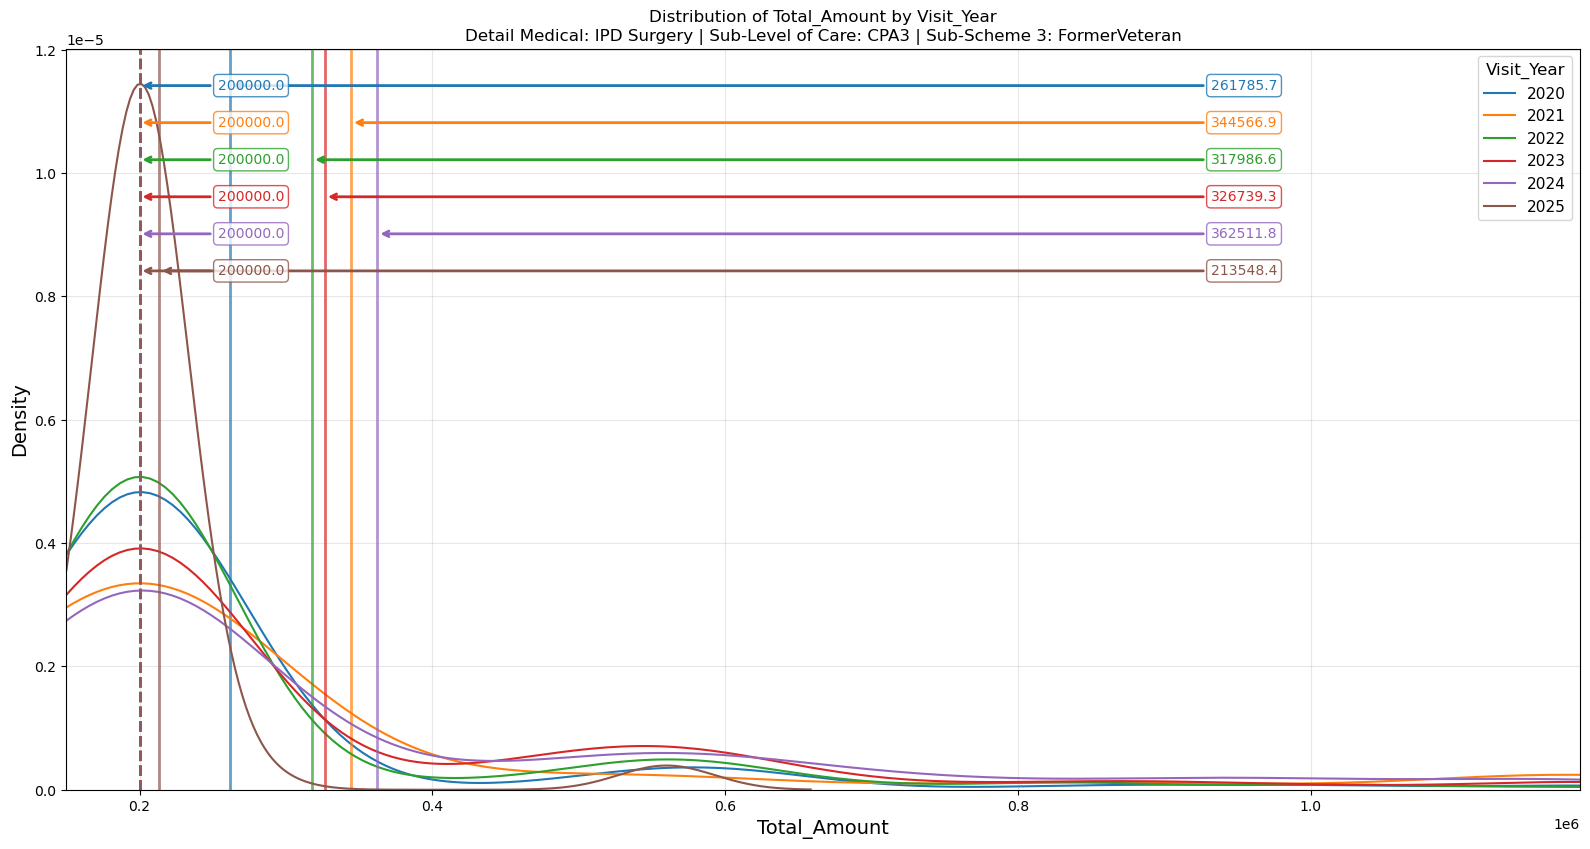 Distribution of Total_Amount by Visit_Year
Detail Medical: IPD Surgery | Sub-Level of Care: CPA3 | Sub-Scheme 3: FormerVeteran
1e−5
1.2
1.0
0.8
0.6
0.4
0.2
0.0
Density
200000.0 261785.7
200000.0 344566.9
200000.0 317986.6
200000.0 326739.3
200000.0 362511.8
200000.0 213548.4
Visit_Year
2020
2021
2022
2023
2024
2025
0.2 0.4 0.6 0.8 1.0
1e6
Total_Amount